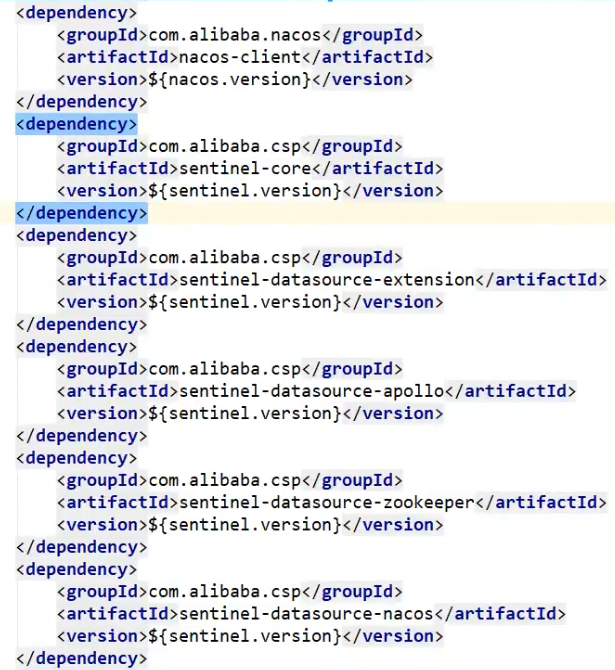 <dependency>
<groupId>com.alibaba.nacos</groupId>
<artifactId>nacos-client</artifactId>
<version>${nacos.version}</version>
</dependency>
<dependency>
<groupId>com.alibaba.csp</groupId>
<artifactId>sentinel-core</artifactId>
<version>${sentinel.version}</version>
</dependency>
<dependency>
<groupId>com.alibaba.csp</groupId>
<artifactId>sentinel-datasource-extension</artifactId>
<version>${sentinel.version}</version>
</dependency>
<dependency>
<groupId>com.alibaba.csp</groupId>
<artifactId>sentinel-datasource-apollo</artifactId>
<version>${sentinel.version}</version>
</dependency>
<dependency>
<groupId>com.alibaba.csp</groupId>
<artifactId>sentinel-datasource-zookeeper</artifactId>
<version>${sentinel.version}</version>
</dependency>
<dependency>
<groupId>com.alibaba.csp</groupId>
<artifactId>sentinel-datasource-nacos</artifactId>
<version>${sentinel.version}</version>
</dependency>